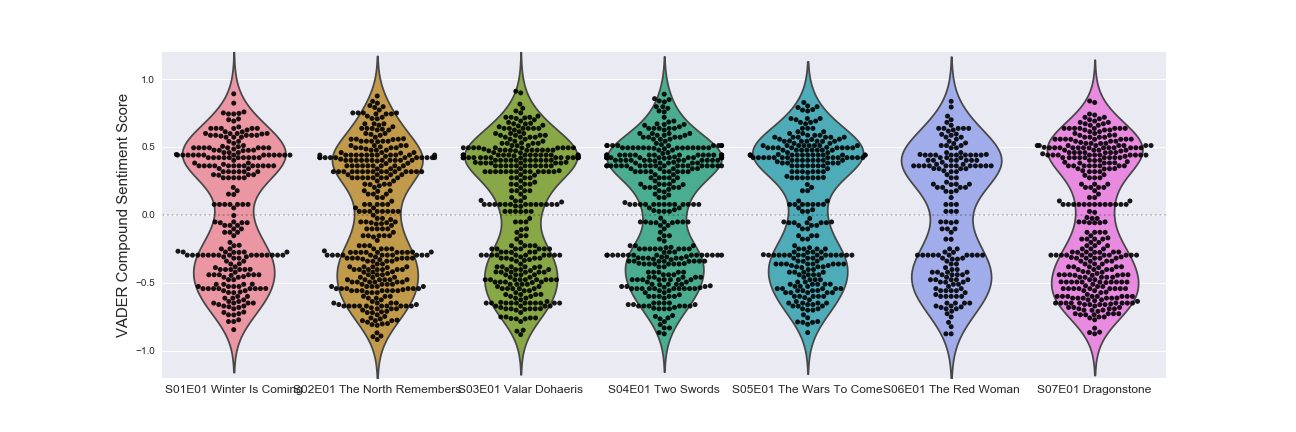 VADER Compound Sentiment Score
1.0
0.5
0.0
−0.5
−1.0
S01E01 Winter Is Coming
S02E01 The North Remembers
S03E01 Valar Dohaeris
S04E01 Two Swords
S05E01 The Wars To Come
S06E01 The Red Woman
S07E01 Dragonstone